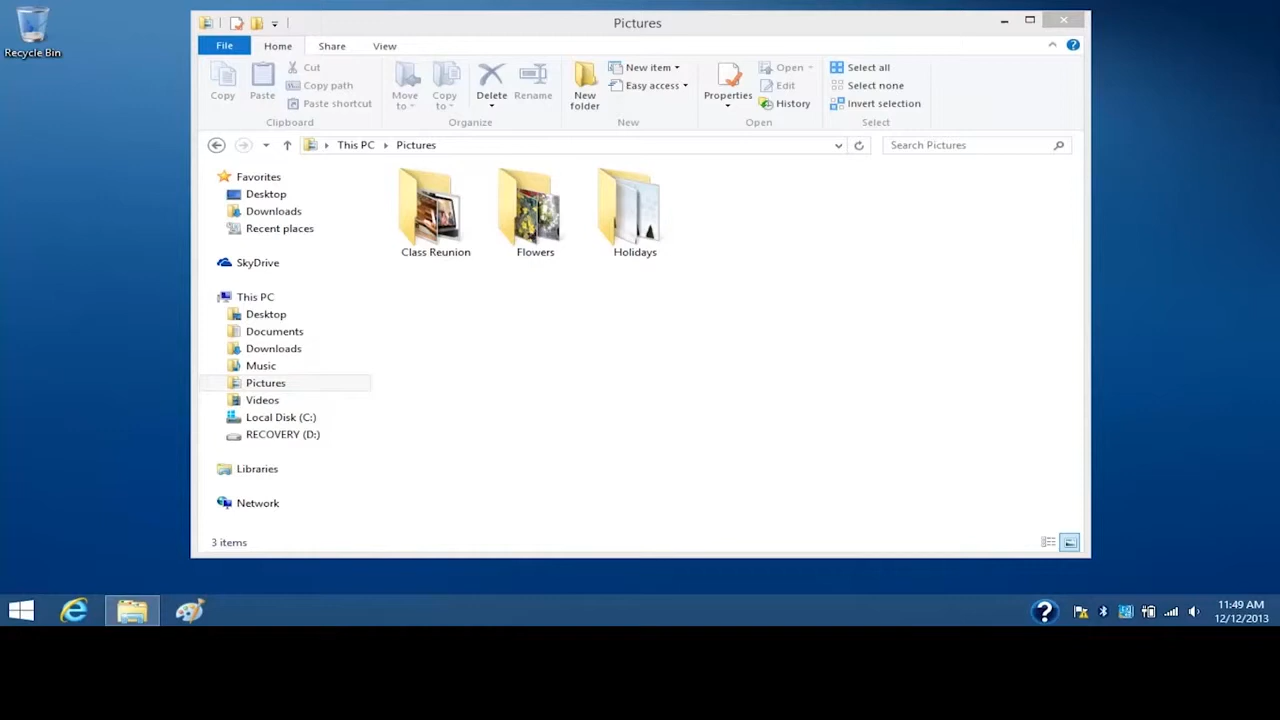 Recycle Bin
Pictures
File Home Share View
Copy
Paste
Cut
Copy path
Paste shortcut
Clipboard
Move to
Copy to
Delete
Rename
Organize
New folder
New item
Easy access
New
Properties
Open
Edit
History
Open
Select all
Select none
Invert selection
Select
This PC Pictures
Search Pictures
Favorites
Desktop
Downloads
Recent places
SkyDrive
This PC
Desktop
Documents
Downloads
Music
Pictures
Videos
Local Disk (C:)
RECOVERY (D:)
Libraries
Network
Class Reunion
Flowers
Holidays
3 items
11:49 AM
12/12/2013